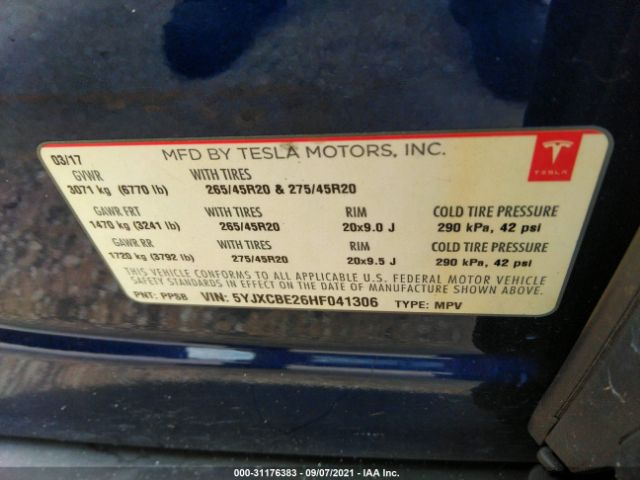 03/17 MFD BY TESLA MOTORS, INC.
TESLA
GVWR WITH TIRES
3071 kg (6770 lb) 265/45R20 & 275/45R20
GAWR FRT WITH TIRES RIM COLD TIRE PRESSURE
1470 kg (3241 lb) 265/45R20 20x9.0 J 290 kPa, 42 psi
GAWR RR WITH TIRES RIM COLD TIRE PRESSURE
1720 kg (3792 lb) 275/45R20 20x9.5 J 290 kPa, 42 psi
THIS VEHICLE CONFORMS TO ALL APPLICABLE U.S. FEDERAL MOTOR VEHICLE
SAFETY STANDARDS IN EFFECT ON THE DATE OF MANUFACTURE SHOWN ABOVE.
PNT: PPSB VIN: 5YJXCBE26HF041306 TYPE: MPV
000-31176383 - 09/07/2021 - IAA Inc.